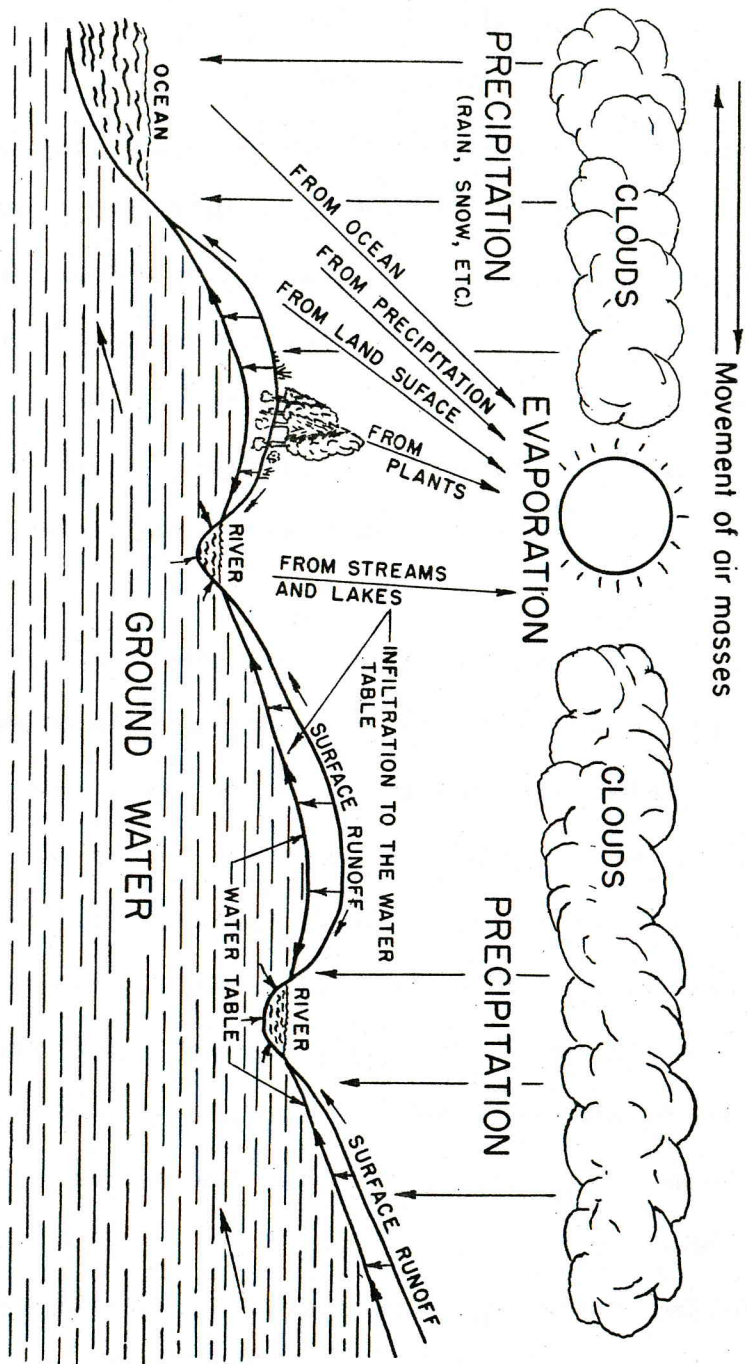 Movement of air masses
CLOUDS
CLOUDS
PRECIPITATION
(RAIN, SNOW, ETC.)
EVAPORATION
PRECIPITATION
FROM OCEAN
FROM PRECIPITATION
FROM LAND SUFACE
FROM
PLANTS
FROM STREAMS
AND LAKES
INFILTRATION TO THE WATER
TABLE
OCEAN
RIVER
SURFACE RUNOFF
RIVER
SURFACE RUNOFF
WATER TABLE
GROUND WATER